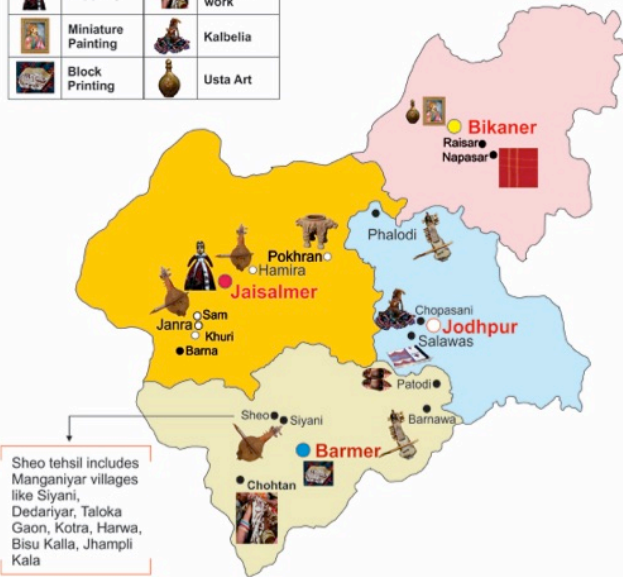 work
Miniature
Painting
Kalbelia
Block
Printing
Usta Art
Bikaner
Raisar
Napasar
Phalodi
Pokhran
Hamira
Jaisalmer
Sam
Janra
Khuri
Barna
Chopasani
Jodhpur
Salawas
Patodi
Sheo
Siyani
Barnawa
Barmer
Chohtan
Sheo tehsil includes
Manganiyar villages
like Siyani,
Dedariyar, Taloka
Gaon, Kotra, Harwa,
Bisu Kalla, Jhampli
Kala